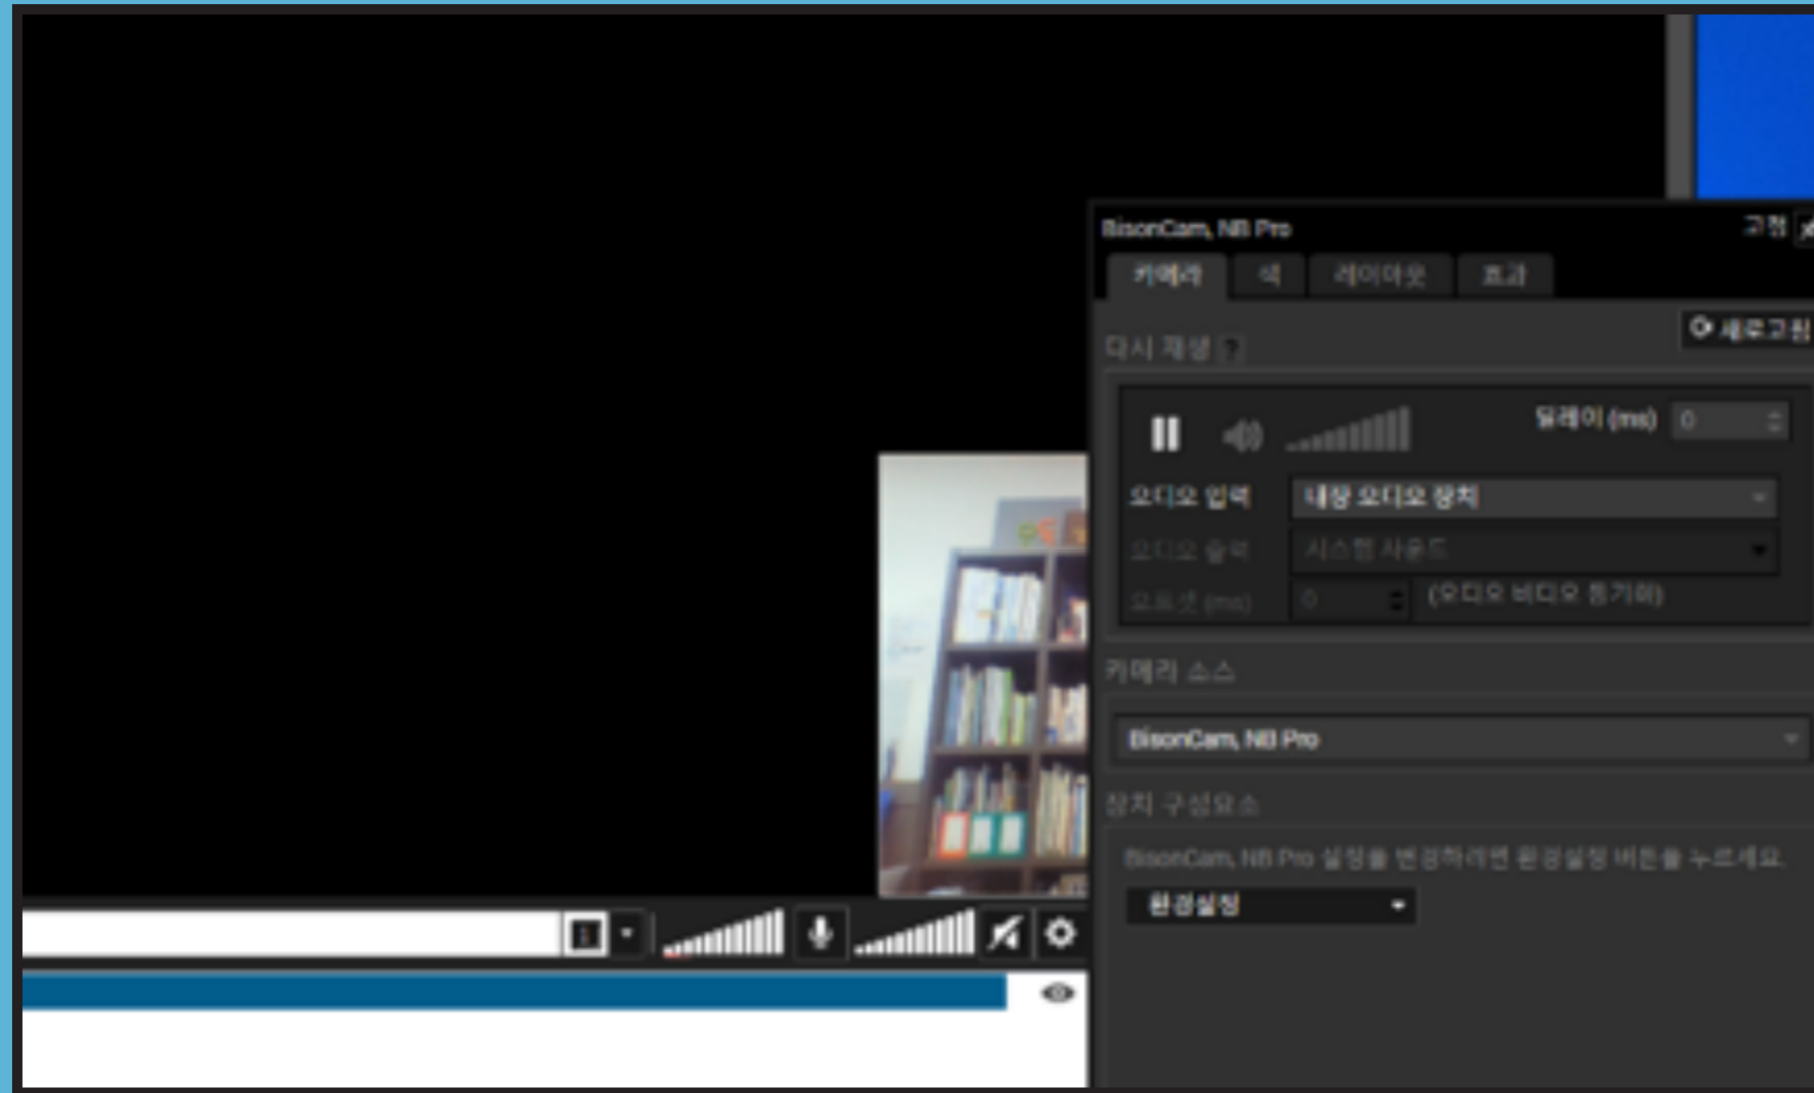 BisonCam, NB Pro 고정
카메라 색 레이아웃 효과
새로고침
다시 재생 ?
딜레이 (ms) 0
오디오 입력 내장 오디오 장치
오디오 출력 시스템 사운드
오프셋 (ms) 0 (오디오 비디오 동기화)
카메라 소스
BisonCam, NB Pro
장치 구성요소
BisonCam, NB Pro 설정을 변경하려면 환경설정 버튼을 누르세요.
환경설정
1